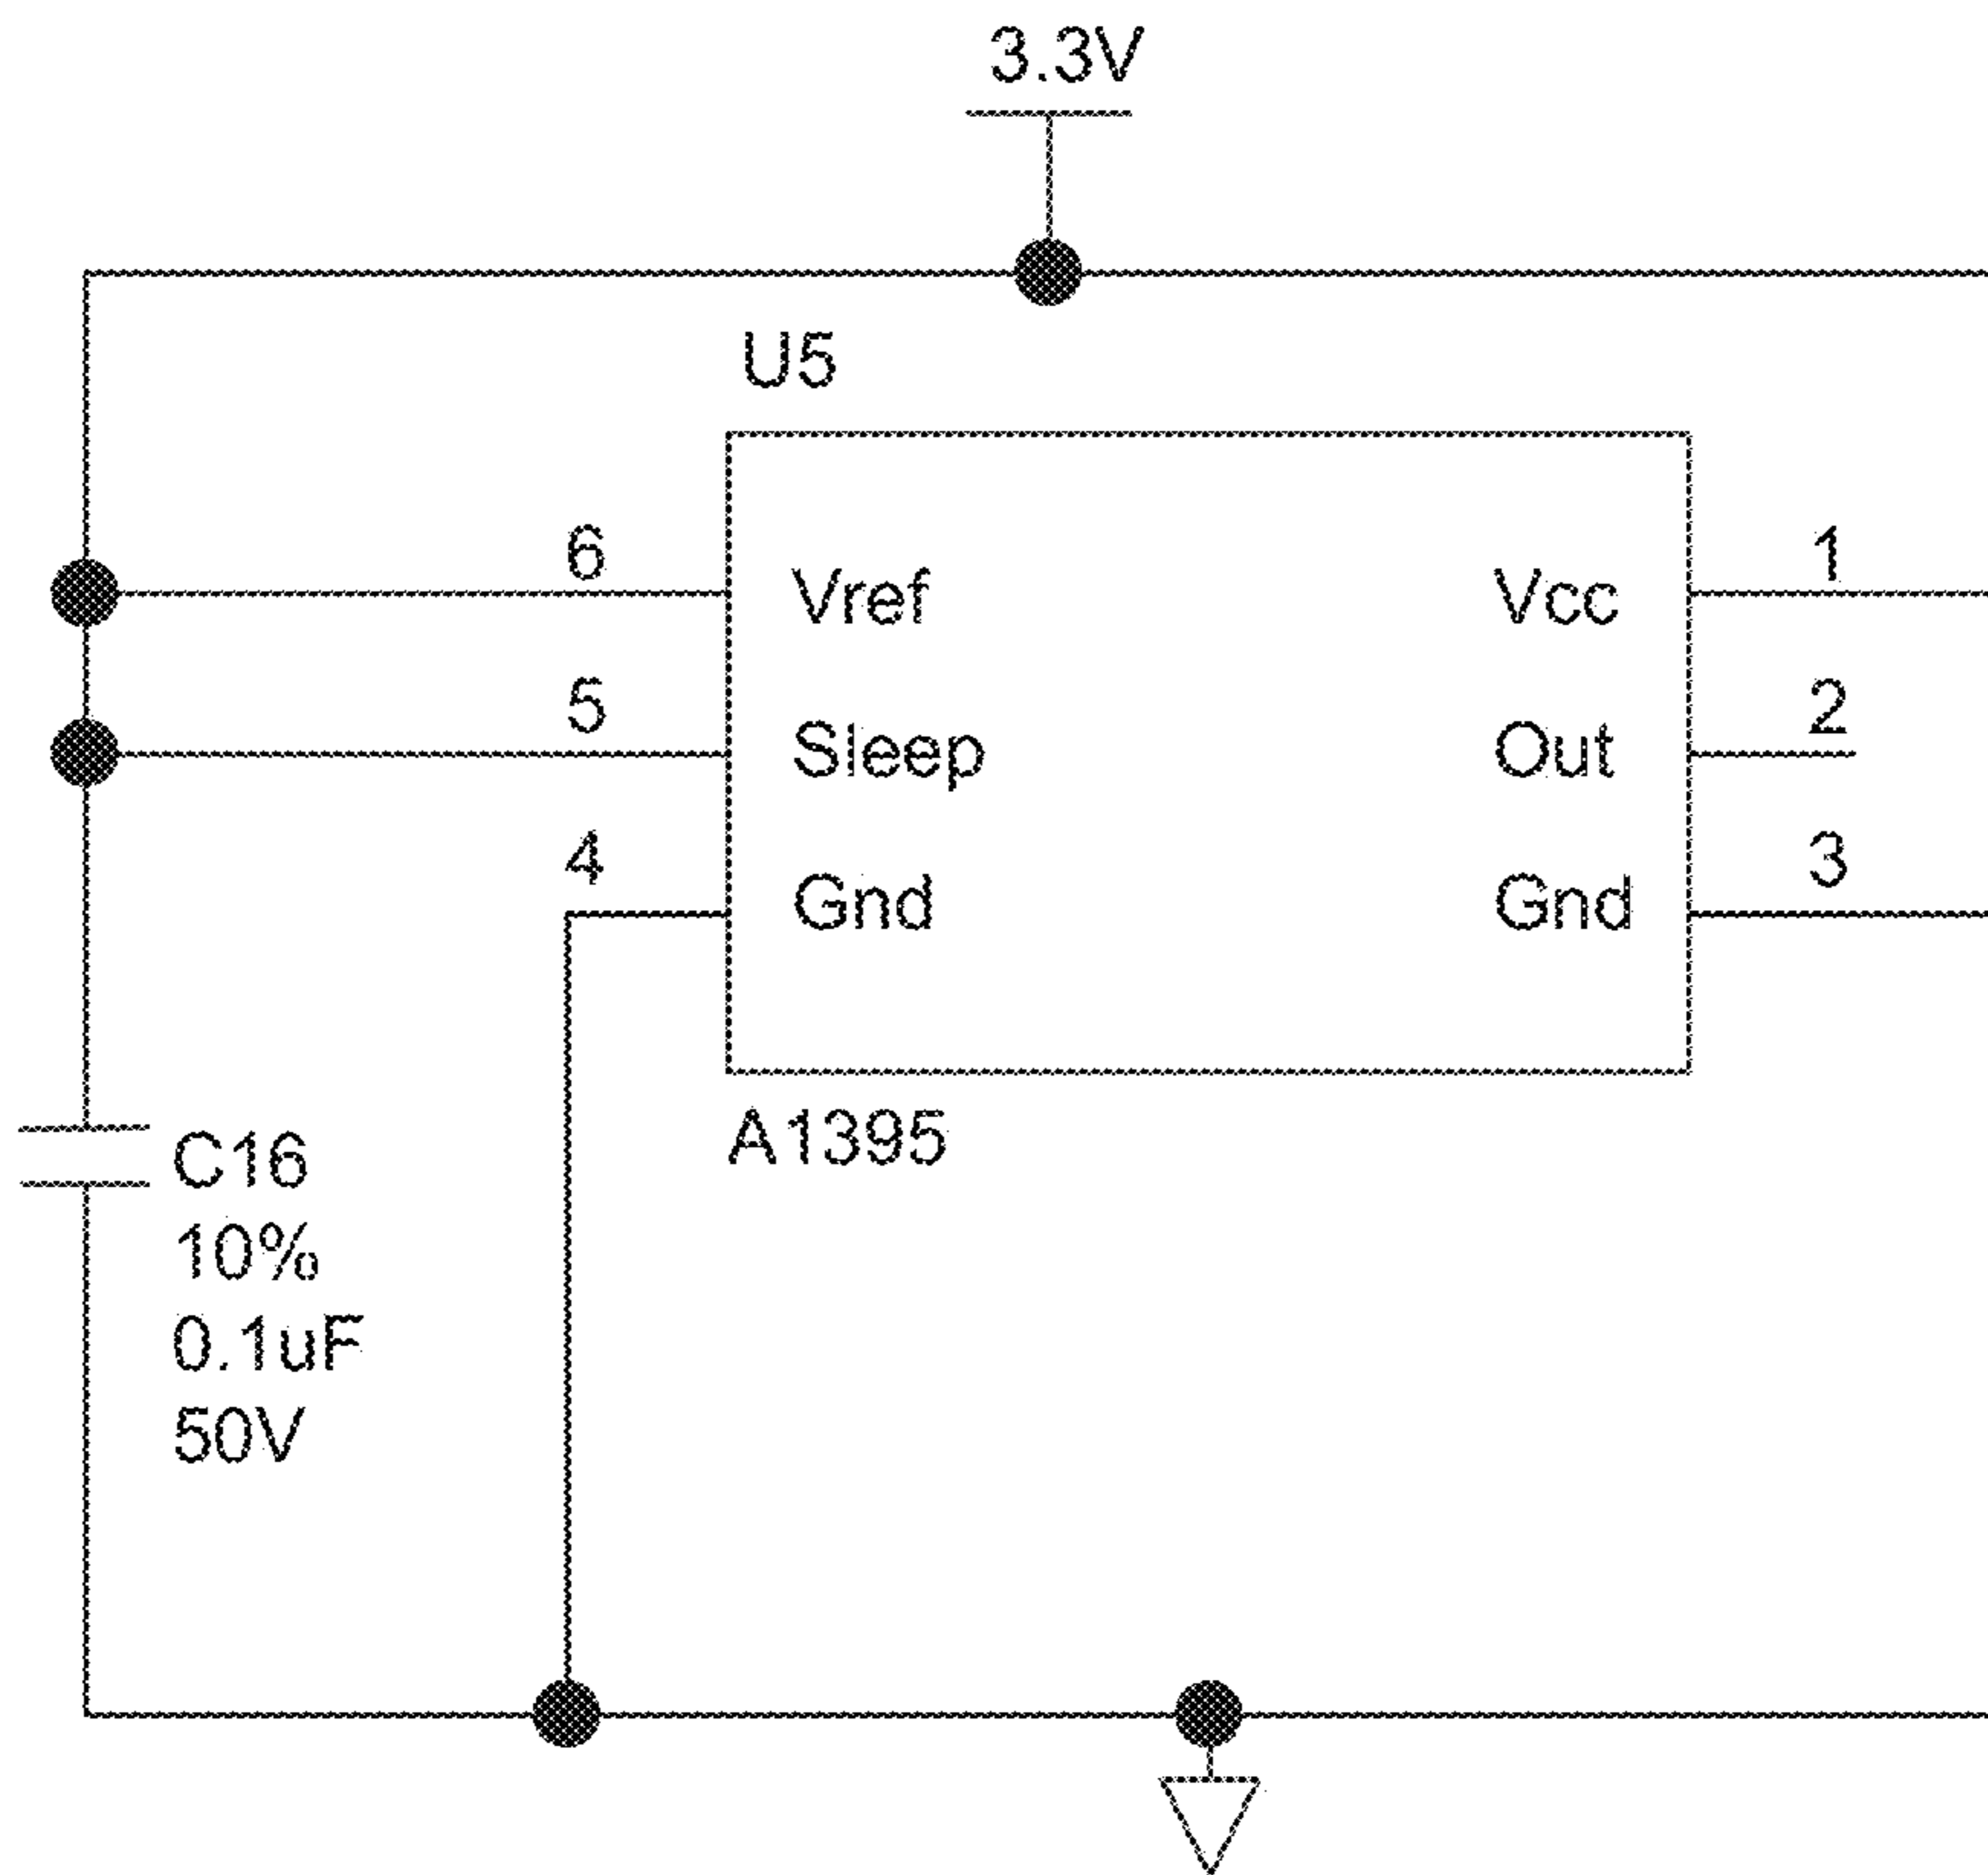 3.3V
U5
6
Vref
Vcc
1
5
Sleep
Out
2
4
Gnd
Gnd
3
A1395
C16
10%
0.1uF
50V